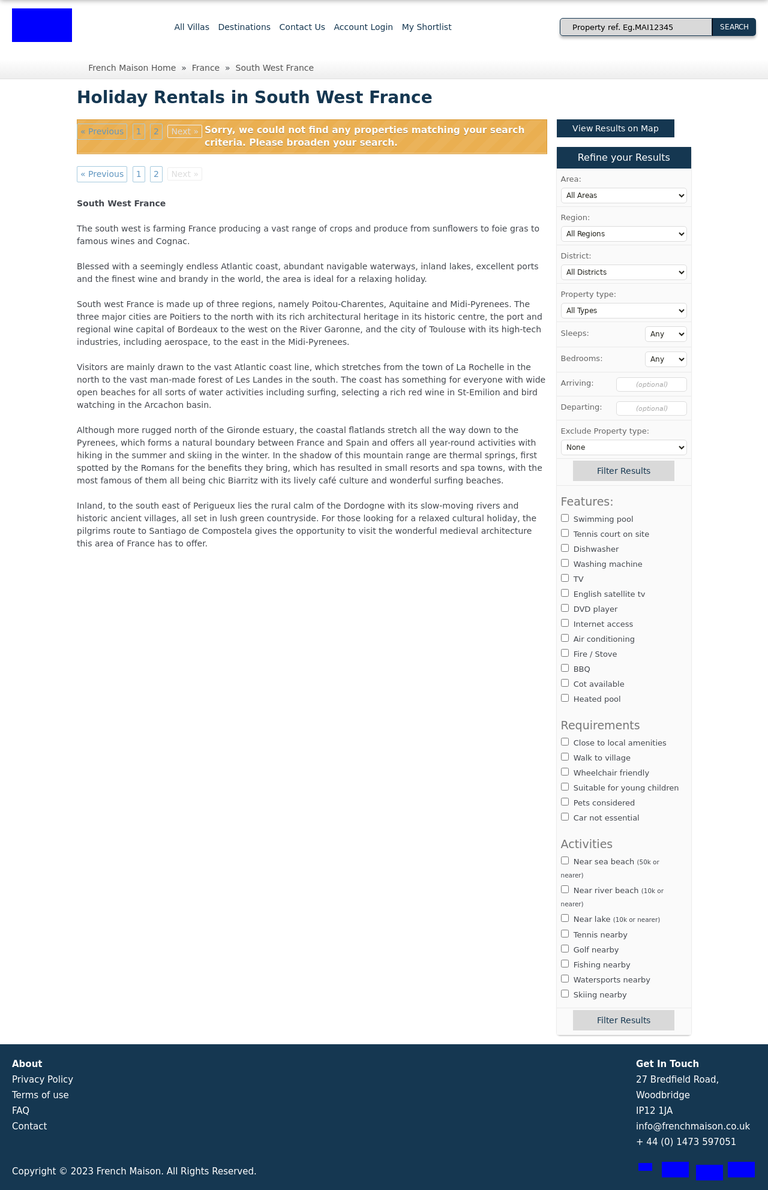 All Villas Destinations Contact Us Account Login My Shortlist Property ref. Eg.MAI12345 SEARCH
French Maison Home » France » South West France
Holiday Rentals in South West France
« Previous 1 2 Next » Sorry, we could not find any properties matching your search
criteria. Please broaden your search.
« Previous 1 2 Next »
South West France
The south west is farming France producing a vast range of crops and produce from sunflowers to foie gras to
famous wines and Cognac.
Blessed with a seemingly endless Atlantic coast, abundant navigable waterways, inland lakes, excellent ports
and the finest wine and brandy in the world, the area is ideal for a relaxing holiday.
South west France is made up of three regions, namely Poitou-Charentes, Aquitaine and Midi-Pyrenees. The
three major cities are Poitiers to the north with its rich architectural heritage in its historic centre, the port and
regional wine capital of Bordeaux to the west on the River Garonne, and the city of Toulouse with its high-tech
industries, including aerospace, to the east in the Midi-Pyrenees.
Visitors are mainly drawn to the vast Atlantic coast line, which stretches from the town of La Rochelle in the
north to the vast man-made forest of Les Landes in the south. The coast has something for everyone with wide
open beaches for all sorts of water activities including surfing, selecting a rich red wine in St-Emilion and bird
watching in the Arcachon basin.
Although more rugged north of the Gironde estuary, the coastal flatlands stretch all the way down to the
Pyrenees, which forms a natural boundary between France and Spain and offers all year-round activities with
hiking in the summer and skiing in the winter. In the shadow of this mountain range are thermal springs, first
spotted by the Romans for the benefits they bring, which has resulted in small resorts and spa towns, with the
most famous of them all being chic Biarritz with its lively café culture and wonderful surfing beaches.
Inland, to the south east of Perigueux lies the rural calm of the Dordogne with its slow-moving rivers and
historic ancient villages, all set in lush green countryside. For those looking for a relaxed cultural holiday, the
pilgrims route to Santiago de Compostela gives the opportunity to visit the wonderful medieval architecture
this area of France has to offer.
View Results on Map
Refine your Results
Area:
All Areas
Region:
All Regions
District:
All Districts
Property type:
All Types
Sleeps: Any
Bedrooms: Any
Arriving: (optional)
Departing: (optional)
Exclude Property type:
None
Filter Results
Features:
Swimming pool
Tennis court on site
Dishwasher
Washing machine
TV
English satellite tv
DVD player
Internet access
Air conditioning
Fire / Stove
BBQ
Cot available
Heated pool
Requirements
Close to local amenities
Walk to village
Wheelchair friendly
Suitable for young children
Pets considered
Car not essential
Activities
Near sea beach (50k or
nearer)
Near river beach (10k or
nearer)
Near lake (10k or nearer)
Tennis nearby
Golf nearby
Fishing nearby
Watersports nearby
Skiing nearby
Filter Results
About
Privacy Policy
Terms of use
FAQ
Contact
Get In Touch
27 Bredfield Road,
Woodbridge
IP12 1JA
info@frenchmaison.co.uk
+ 44 (0) 1473 597051
Copyright © 2023 French Maison. All Rights Reserved.